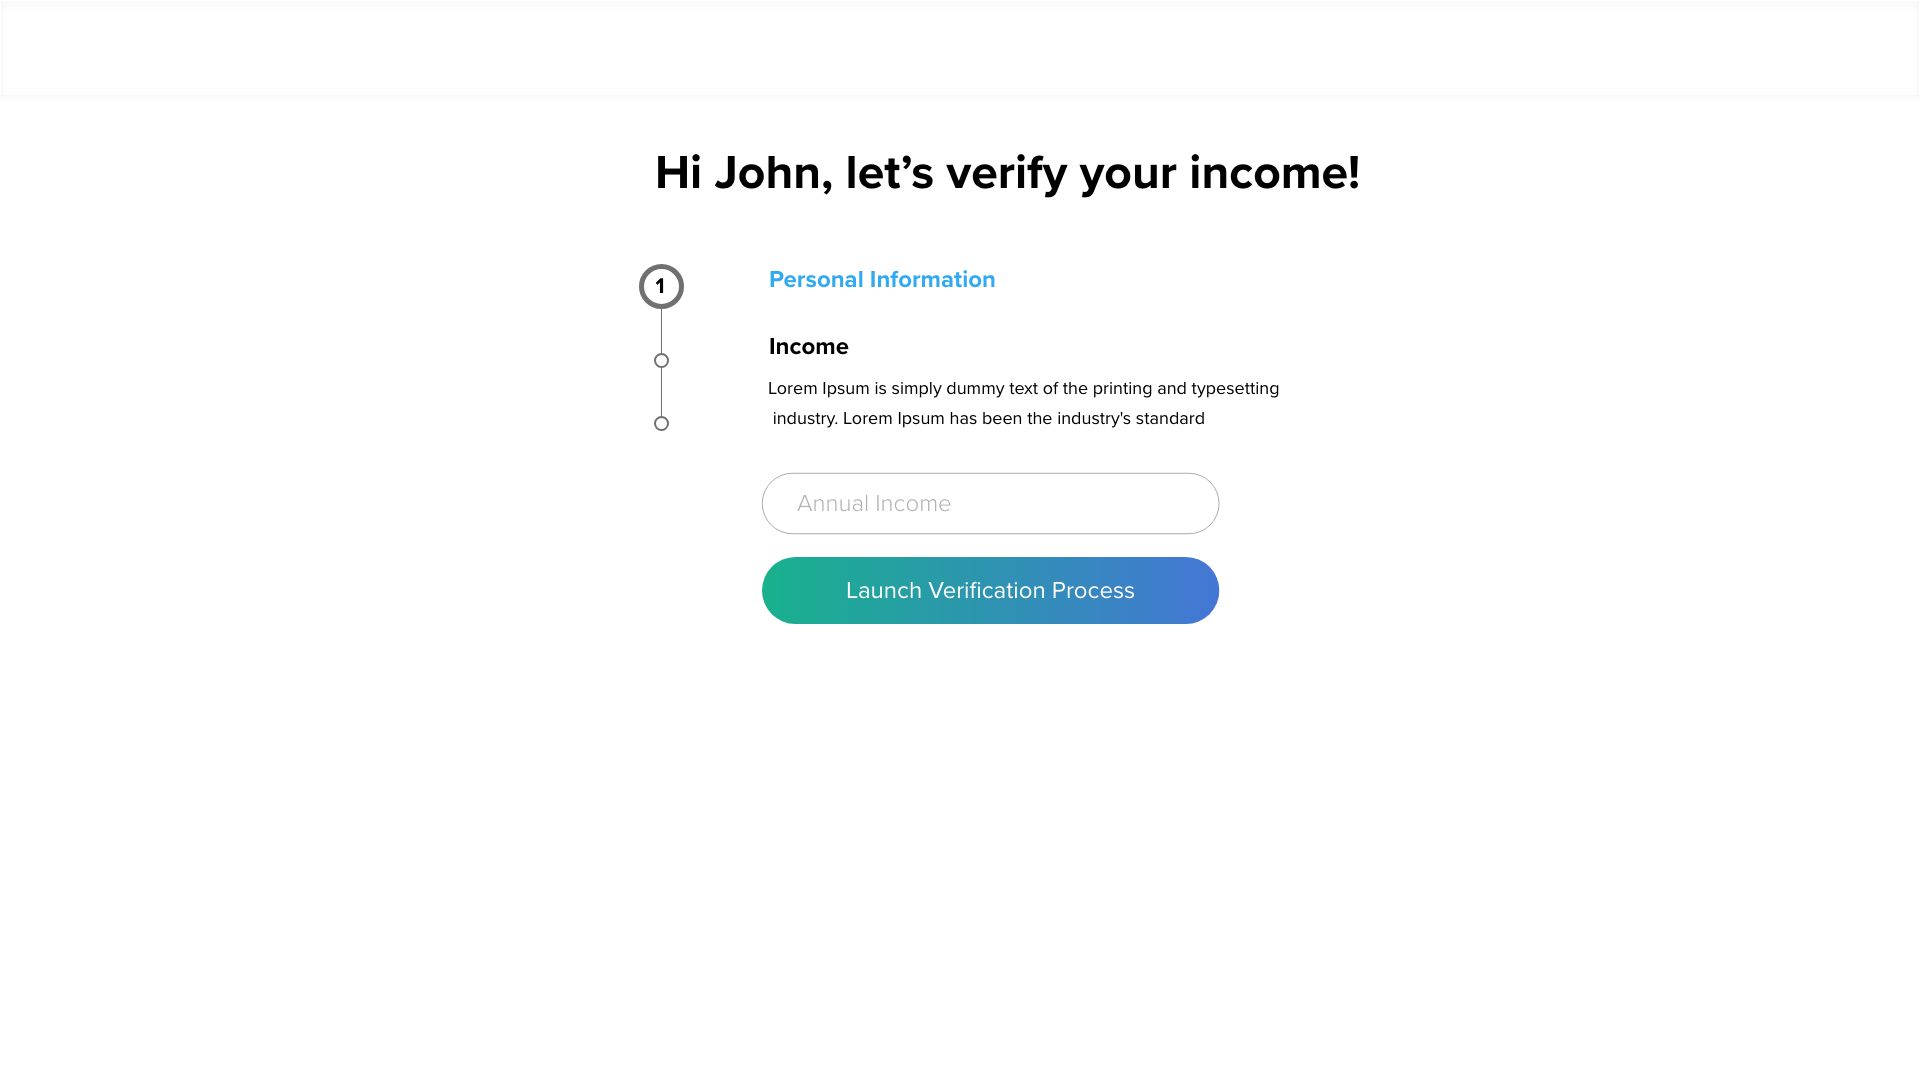 Hi John, let’s verify your income!
1
Personal Information
Income
Lorem Ipsum is simply dummy text of the printing and typesetting
industry. Lorem Ipsum has been the industry's standard
Annual Income
Launch Verification Process